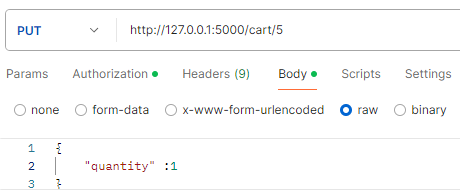 PUT http://127.0.0.1:5000/cart/5
Params Authorization Headers (9) Body Scripts Settings
none form-data x-www-form-urlencoded raw binary
1 {
2 "quantity" :1
3 }